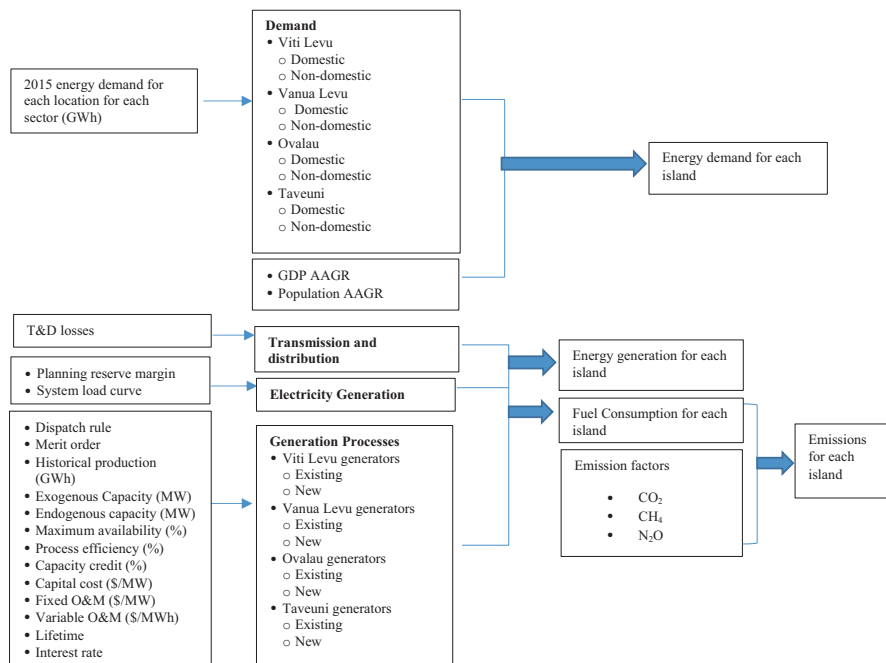 2015 energy demand for
each location for each
sector (GWh)
Demand
• Viti Levu
o Domestic
o Non-domestic
• Vanua Levu
o Domestic
o Non-domestic
• Ovalau
o Domestic
o Non-domestic
• Taveuni
o Domestic
o Non-domestic
• GDP AAGR
• Population AAGR
Energy demand for each
island
T&D losses
Transmission and
distribution
• Planning reserve margin
• System load curve
Electricity Generation
• Dispatch rule
• Merit order
• Historical production
(GWh)
• Exogenous Capacity (MW)
• Endogenous capacity (MW)
• Maximum availability (%)
• Process efficiency (%)
• Capacity credit (%)
• Capital cost ($/MW)
• Fixed O&M ($/MW)
• Variable O&M ($/MWh)
• Lifetime
• Interest rate
Generation Processes
• Viti Levu generators
o Existing
o New
• Vanua Levu generators
o Existing
o New
• Ovalau generators
o Existing
o New
• Taveuni generators
o Existing
o New
Energy generation for each
island
Fuel Consumption for each
island
Emission factors
• CO₂
• CH₄
• N₂O
Emissions
for each
island